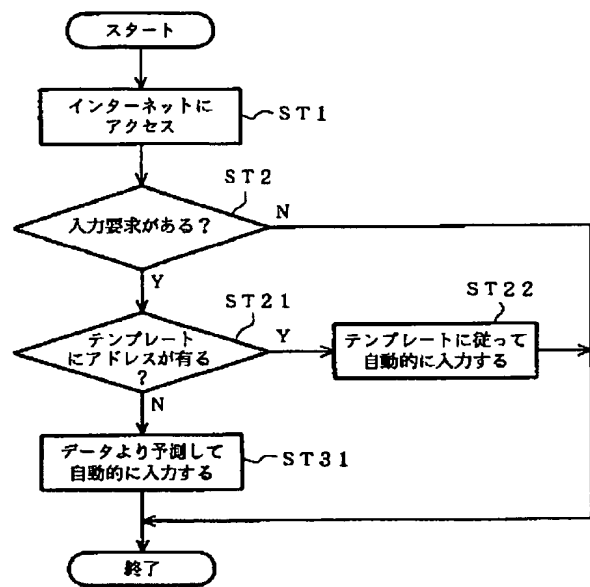 スタート
インターネットに
アクセス
ST1
ST2
入力要求がある?
N
Y
ST21
テンプレート
にアドレスが有る
?
Y
N
ST22
テンプレートに従って
自動的に入力する
データより予測して
自動的に入力する
ST31
終了